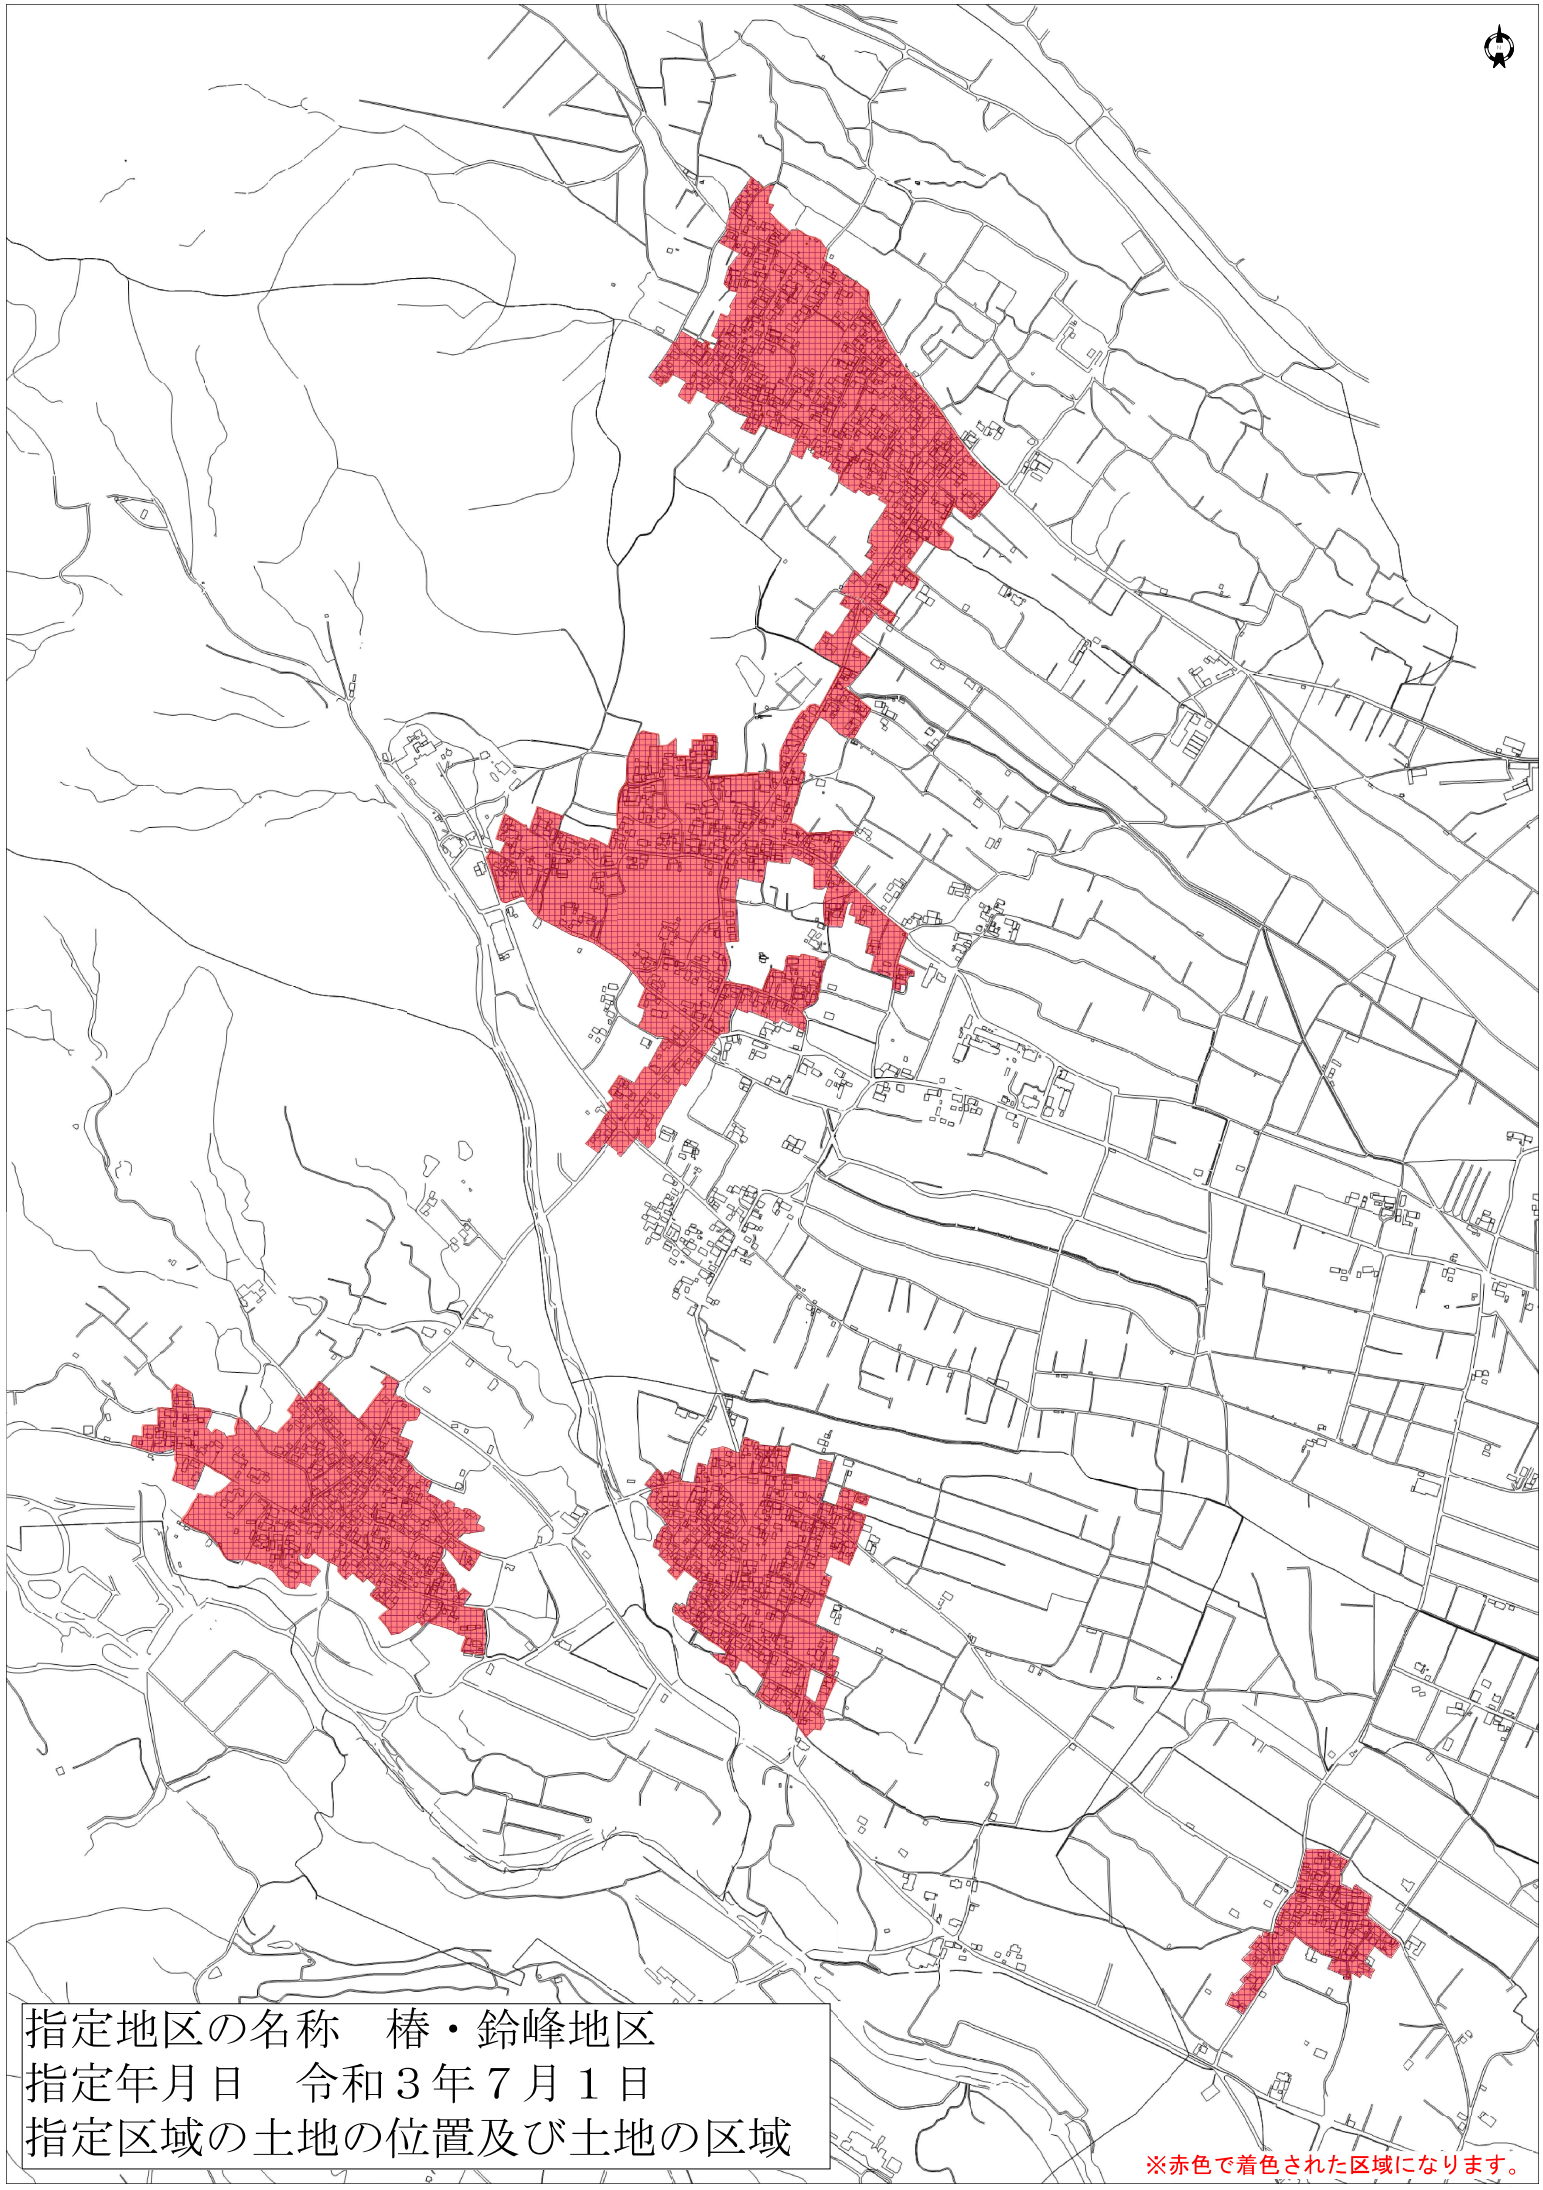 N
指定地区の名称　椿・鈴峰地区
指定年月日　令和３年７月１日
指定区域の土地の位置及び土地の区域
※赤色で着色された区域になります。